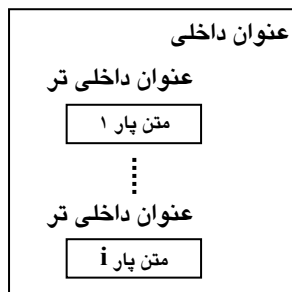 عنوان داخلی
عنوان داخلی تر
متن پار ۱
عنوان داخلی تر
متن پار i